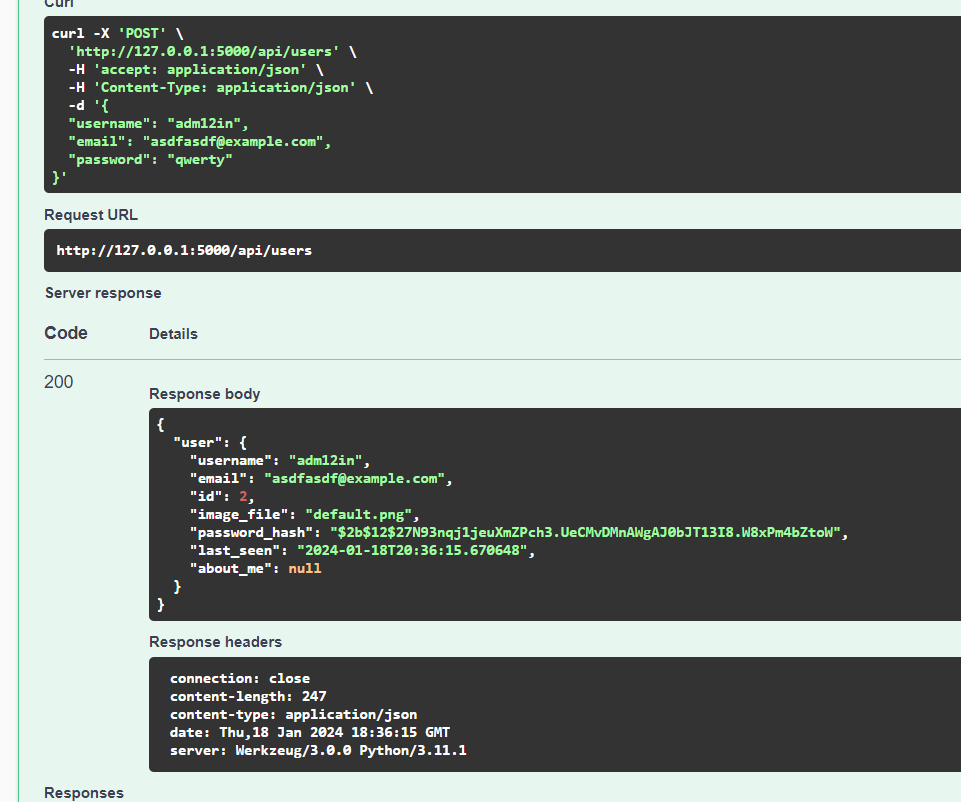 Curl
curl -X 'POST' \
  'http://127.0.0.1:5000/api/users' \
  -H 'accept: application/json' \
  -H 'Content-Type: application/json' \
  -d '{
  "username": "adm12in",
  "email": "asdfasdf@example.com",
  "password": "qwerty"
}'
Request URL
http://127.0.0.1:5000/api/users
Server response
Code Details
200
Response body
{
  "user": {
    "username": "adm12in",
    "email": "asdfasdf@example.com",
    "id": 2,
    "image_file": "default.png",
    "password_hash": "$2b$12$27N93nqj1jeuXmZPch3.UeCMvDMnAWgAJ0bJT13I8.W8xPm4bZtoW",
    "last_seen": "2024-01-18T20:36:15.670648",
    "about_me": null
  }
}
Response headers
connection: close
content-length: 247
content-type: application/json
date: Thu,18 Jan 2024 18:36:15 GMT
server: Werkzeug/3.0.0 Python/3.11.1
Responses